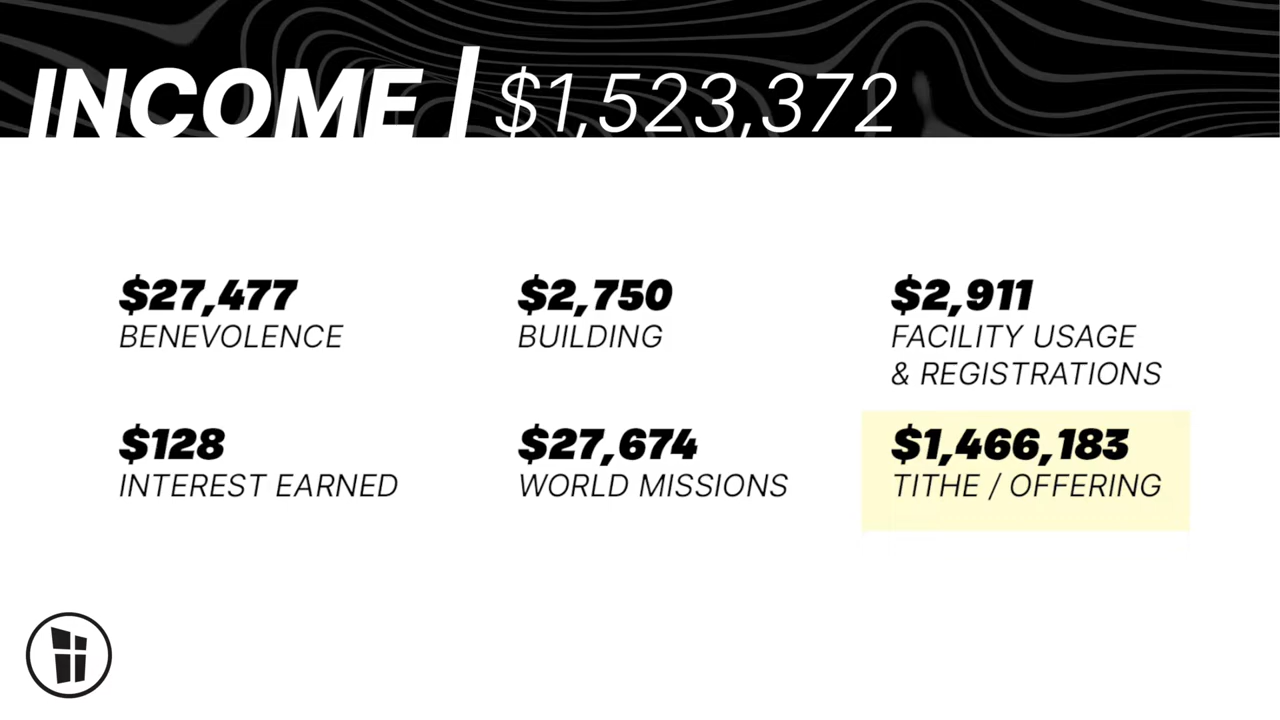 INCOME | $1,523,372
$27,477
BENEVOLENCE
$2,750
BUILDING
$2,911
FACILITY USAGE
& REGISTRATIONS
$128
INTEREST EARNED
$27,674
WORLD MISSIONS
$1,466,183
TITHE / OFFERING